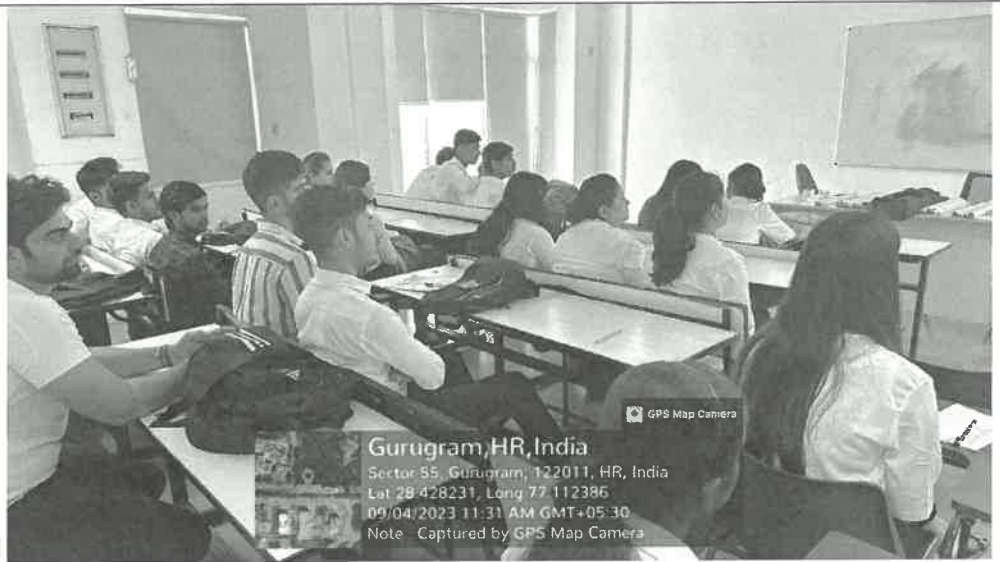 GPS Map Camera
Gurugram,HR,India
Sector 55, Gurugram, 122011, HR, India
Lat 28.428231, Long 77.112386
09/04/2023 11:31 AM GMT+05:30
Note Captured by GPS Map Camera